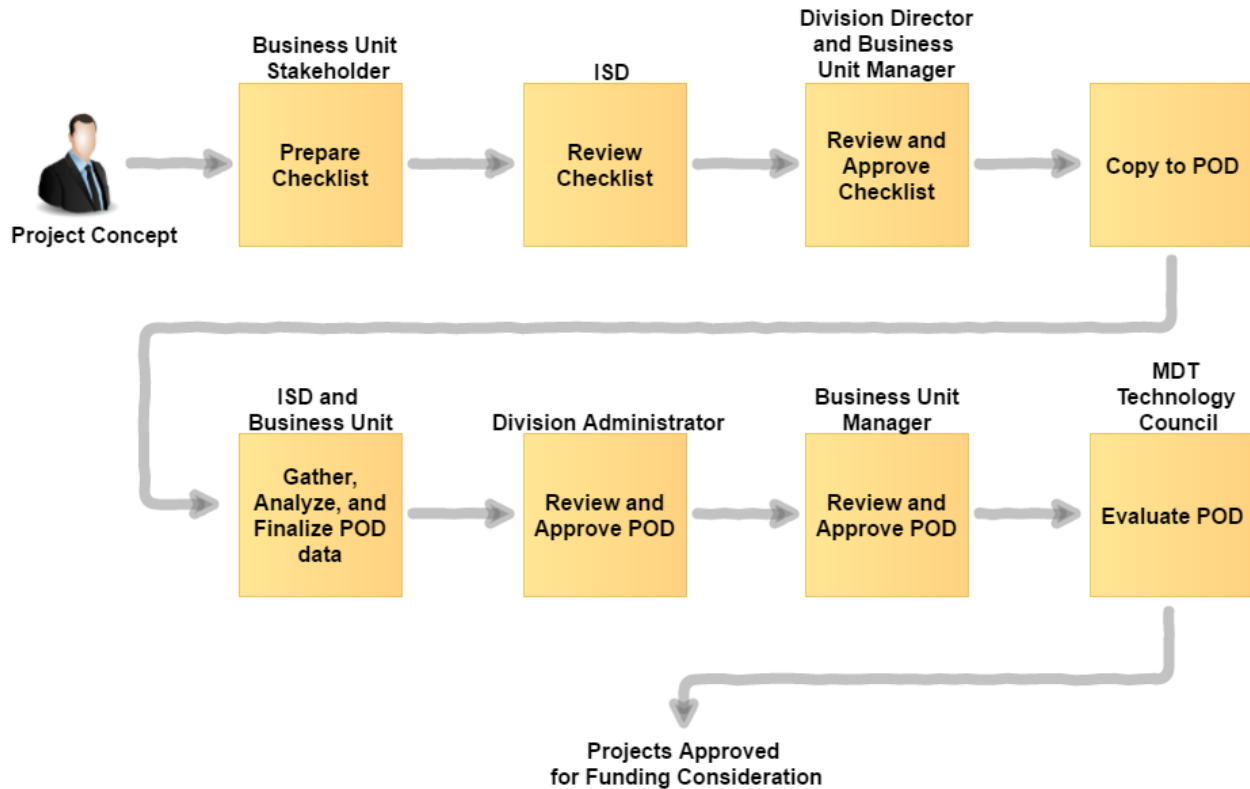 Business Unit
Stakeholder
ISD
Division Director
and Business
Unit Manager
Project Concept
Prepare
Checklist
Review
Checklist
Review and
Approve
Checklist
Copy to POD
ISD and
Business Unit
Division Administrator
Business Unit
Manager
MDT
Technology
Council
Gather,
Analyze, and
Finalize POD
data
Review and
Approve POD
Review and
Approve POD
Evaluate POD
Projects Approved
for Funding Consideration